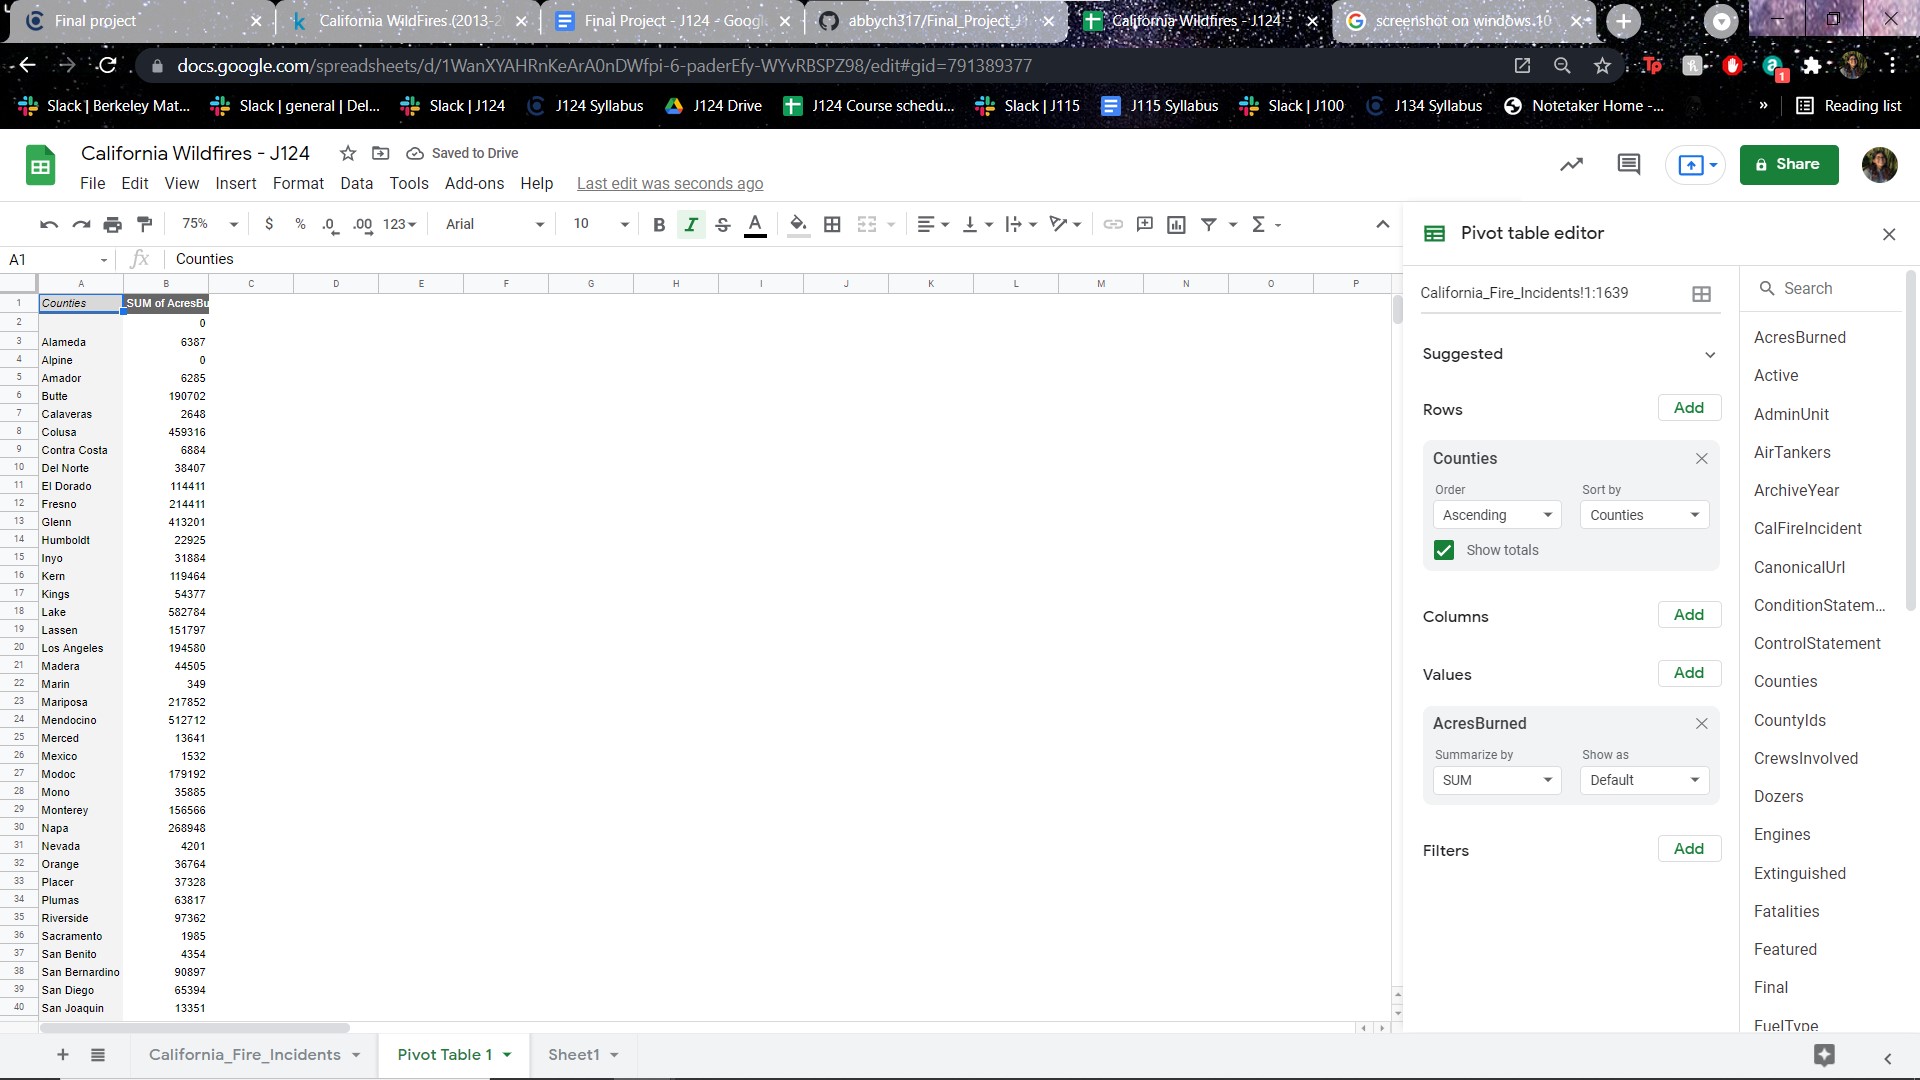 Final project
California WildFires (2013-2
Final Project - J124 - Googl
abbych317/Final_Project_J1
California Wildfires - J124
screenshot on windows 10
docs.google.com/spreadsheets/d/1WanXYAHRnKeArA0nDWfpi-6-paderEfy-WYvRBSPZ98/edit#gid=791389377
1
Slack | Berkeley Mat...
Slack | general | Del...
Slack | J124
J124 Syllabus
J124 Drive
J124 Course schedu...
Slack | J115
J115 Syllabus
Slack | J100
J134 Syllabus
Notetaker Home -...
»
Reading list
California Wildfires - J124
Saved to Drive
File Edit View Insert Format Data Tools Add-ons Help
Last edit was seconds ago
Share
75% $ % .0 .00 123 Arial 10 B I S A Σ
A1 fx Counties
A B C D E F G H I J K L M N O P
1 Counties SUM of AcresBu
2 0
3 Alameda 6387
4 Alpine 0
5 Amador 6285
6 Butte 190702
7 Calaveras 2648
8 Colusa 459316
9 Contra Costa 6884
10 Del Norte 38407
11 El Dorado 114411
12 Fresno 214411
13 Glenn 413201
14 Humboldt 22925
15 Inyo 31884
16 Kern 119464
17 Kings 54377
18 Lake 582784
19 Lassen 151797
20 Los Angeles 194580
21 Madera 44505
22 Marin 349
23 Mariposa 217852
24 Mendocino 512712
25 Merced 13641
26 Mexico 1532
27 Modoc 179192
28 Mono 35885
29 Monterey 156566
30 Napa 268948
31 Nevada 4201
32 Orange 36764
33 Placer 37328
34 Plumas 63817
35 Riverside 97362
36 Sacramento 1985
37 San Benito 4354
38 San Bernardino 90897
39 San Diego 65394
40 San Joaquin 13351
Pivot table editor
California_Fire_Incidents!1:1639
Suggested
Rows Add
Counties
Order Sort by
Ascending Counties
Show totals
Columns Add
Values Add
AcresBurned
Summarize by Show as
SUM Default
Filters Add
Search
AcresBurned
Active
AdminUnit
AirTankers
ArchiveYear
CalFireIncident
CanonicalUrl
ConditionStatem...
ControlStatement
Counties
CountyIds
CrewsInvolved
Dozers
Engines
Extinguished
Fatalities
Featured
Final
FuelType
California_Fire_Incidents
Pivot Table 1
Sheet1